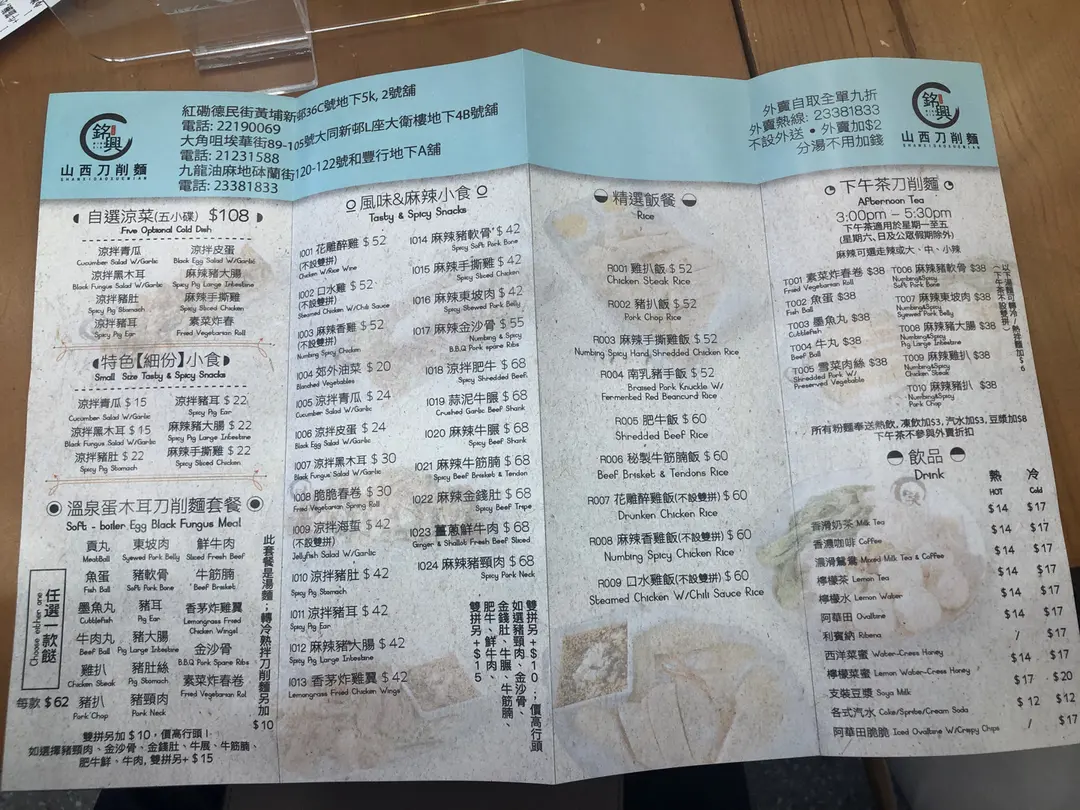 銘興
山西刀削麵
SHANXIDAOXUEMIAN
紅磡德民街黃埔新邨36C號地下5k, 2號舖
電話: 22190069
大角咀埃華街89-105號大同新邨L座大衛樓地下4B號舖
電話: 21231588
九龍油麻地砵蘭街120-122號和豐行地下A舖
電話: 23381833
外賣自取全單九折
外賣熱線: 23381833
不設外送 • 外賣加$2
分湯不用加錢
銘興
山西刀削麵
SHANXIDAOXUEMIAN
自選涼菜(五小碟) $108
Five Optional Cold Dish
涼拌青瓜 涼拌皮蛋
Cucumber Salad W/Garlic Black Egg Salad W/Garlic
涼拌黑木耳 麻辣豬大腸
Black Fungus Salad W/Garlic Spicy Pig Large Intestine
涼拌豬肚 麻辣手撕雞
Spicy Pig Stomach Spicy Sliced Chicken
涼拌豬耳 素菜炸春
Spicy Pig Ear Fried Vegetarian Roll
特色【細份】小食
Small Size Tasty & Spicy Snacks
涼拌青瓜 $ 15 涼拌豬耳 $ 22
Cucumber Salad W/Garlic Spicy Pig Ear
涼拌黑木耳 $ 15 麻辣豬大腸 $ 22
Black Fungus Salad W/Garlic Spicy Pig Large Intestine
涼拌豬肚 $ 22 麻辣手撕雞 $ 22
Spicy Pig Stomach Spicy Sliced Chicken
溫泉蛋木耳刀削麵套餐
Soft - boiler Egg Black Fungus Meal
任選一款餸
Choose either one
貢丸 東坡肉 鮮牛肉
MeatBall Syewed Pork Belly Sliced Fresh Beef
魚蛋 豬軟骨 牛筋腩
Fish Ball Soft Pork Bone Beef Brisket
墨魚丸 豬耳 香茅炸雞翼
Cuttlefish Pig Ear Lemongrass Fried Chicken Wings
牛肉丸 豬大腸 金沙骨
Beef Ball Pig Large Intestine B.B.Q Pork Spare Ribs
雞扒 豬肚絲 素菜炸春卷
Chicken Steak Pig Stomach Fried Vegetarian Rol
每款 $ 62 豬扒 豬頸肉
Pork Chop Pork Neck
此套餐是湯麵；轉冷熱拌刀削麵另加 $ 10
雙拼另加 $ 10，價高行頭！
如選擇豬頸肉、金沙骨、金錢肚、牛展、牛筋腩、
肥牛鮮、牛肉, 雙拼另+ $ 15
風味&麻辣小食
Tasty & Spicy Snacks
I001 花雕醉雞 $ 52
(不設雙拼)
Chicken W/Rice Wine
I002 口水雞 $ 52
(不設雙拼)
Steamed Chicken W/Chili Sauce
I003 麻辣香雞 $ 52
(不設雙拼)
Numbing Spicy Chicken
I004 郊外油菜 $ 20
Blanched Vegetables
I005 涼拌青瓜 $ 24
Cucumber Salad W/Garlic
I006 涼拌皮蛋 $ 24
Black Egg Salad W/Garlic
I007 涼拌黑木耳 $ 30
Black Fungus Salad W/Garlic
I008 脆脆春卷 $ 30
Fried Vegetarian Spring Roll
I009 涼拌海蜇 $ 42
(不設雙拼)
Jellyfish Salad W/Garlic
I010 涼拌豬肚 $ 42
Spicy Pig Stomach
I011 涼拌豬耳 $ 42
Spicy Pig Ear
I012 麻辣豬大腸 $ 42
Spicy Pig Large Intestine
I013 香茅炸雞翼 $ 42
Lemongrass Fried Chicken Wings
I014 麻辣豬軟骨 $ 42
Spicy Soft Pork Bone
I015 麻辣手撕雞 $ 42
Spicy Sliced Chicken
I016 麻辣東坡肉 $ 42
Spicy Stewed Pork Belly
I017 麻辣金沙骨 $ 55
Numbing & Spicy
B.B.Q Pork spare Ribs
I018 涼拌肥牛 $ 68
Spicy Shredded Beef
I019 蒜泥牛𦟌 $ 68
Crushed Garlic Beef Shank
I020 麻辣牛𦟌 $ 68
Spicy Beef Shank
I021 麻辣牛筋腩 $ 68
Spicy Beef Brisket & Tendon
I022 麻辣金錢肚 $ 68
Spicy Beef Tripe
I023 薑蔥鮮牛肉 $ 68
Ginger & Shallot Fresh Beef Sliced
I024 麻辣豬頸肉 $ 68
Spicy Pork Neck
雙拼另+$10；價高行頭
如選豬頸肉、金沙骨、
金錢肚、牛𦟌、牛筋腩、
肥牛、鮮牛肉、
雙拼另+$15
精選飯餐
Rice
R001 雞扒飯 $ 52
Chicken Steak Rice
R002 豬扒飯 $ 52
Pork Chop Rice
R003 麻辣手撕雞飯 $ 52
Numbing Spicy Hand Shredded Chicken Rice
R004 南乳豬手飯 $ 52
Braised Pork Knuckle W/
Fermented Red Beancurd Rice
R005 肥牛飯 $ 60
Shredded Beef Rice
R006 秘製牛筋腩飯 $ 60
Beef Brisket & Tendons Rice
R007 花雕醉雞飯(不設雙拼) $ 60
Drunken Chicken Rice
R008 麻辣香雞飯(不設雙拼) $ 60
Numbing Spicy Chicken Rice
R009 口水雞飯(不設雙拼) $ 60
Steamed Chicken W/Chili Sauce Rice
下午茶刀削麵
Afternoon Tea
3:00pm – 5:30pm
下午茶適用於星期一至五
(星期六、日及公眾假期除外)
麻辣可選走辣或大、中、小辣
T001 素菜炸春卷 $38
Fried Vegetarian Roll
T002 魚蛋 $38
Fish Ball
T003 墨魚丸 $38
Cuttlefish
T004 牛丸 $38
Beef Ball
T005 雪菜肉絲 $38
Shredded Pork W/
Preserved Vegetable
T006 麻辣豬軟骨 $38
Numbing&Spicy
Soft Pork Bone
T007 麻辣東坡肉 $38
Numbing&Spicy
Syewed Pork Belly
T008 麻辣豬大腸 $38
Numbing&Spicy
Pig Large Intestine
T009 麻辣雞扒 $38
Numbing&Spicy
Chicken Steak
T010 麻辣豬扒 $38
Numbing&Spicy
Pork Chop
以下湯麵可轉冷/熱拌麵加$6
(下午茶不設雙拼)
所有粉麵奉送熱飲, 凍飲加$3, 汽水加$3, 豆漿加$8
下午茶不參與外賣折扣
飲品
Drink
熱 冷
HOT Cold
香滑奶茶 Milk Tea $ 14 $ 17
香濃咖啡 Coffee $ 14 $ 17
濃滑鴛鴦 Mixed Milk Tea & Coffee $ 14 $ 17
檸檬茶 Lemon Tea $ 14 $ 17
檸檬水 Lemon Water $ 14 $ 17
阿華田 Ovaltine $ 14 $ 17
利賓納 Ribena / $ 17
西洋菜蜜 Water-Cress Honey $ 14 $ 17
檸檬菜蜜 Lemon Water-Cress Honey $ 17 $ 20
支裝豆漿 Soya Milk $ 12 $ 12
各式汽水 Coke/Spribe/Cream Soda / $ 17
阿華田脆脆 Iced Ovaltine W/Crispy Chips